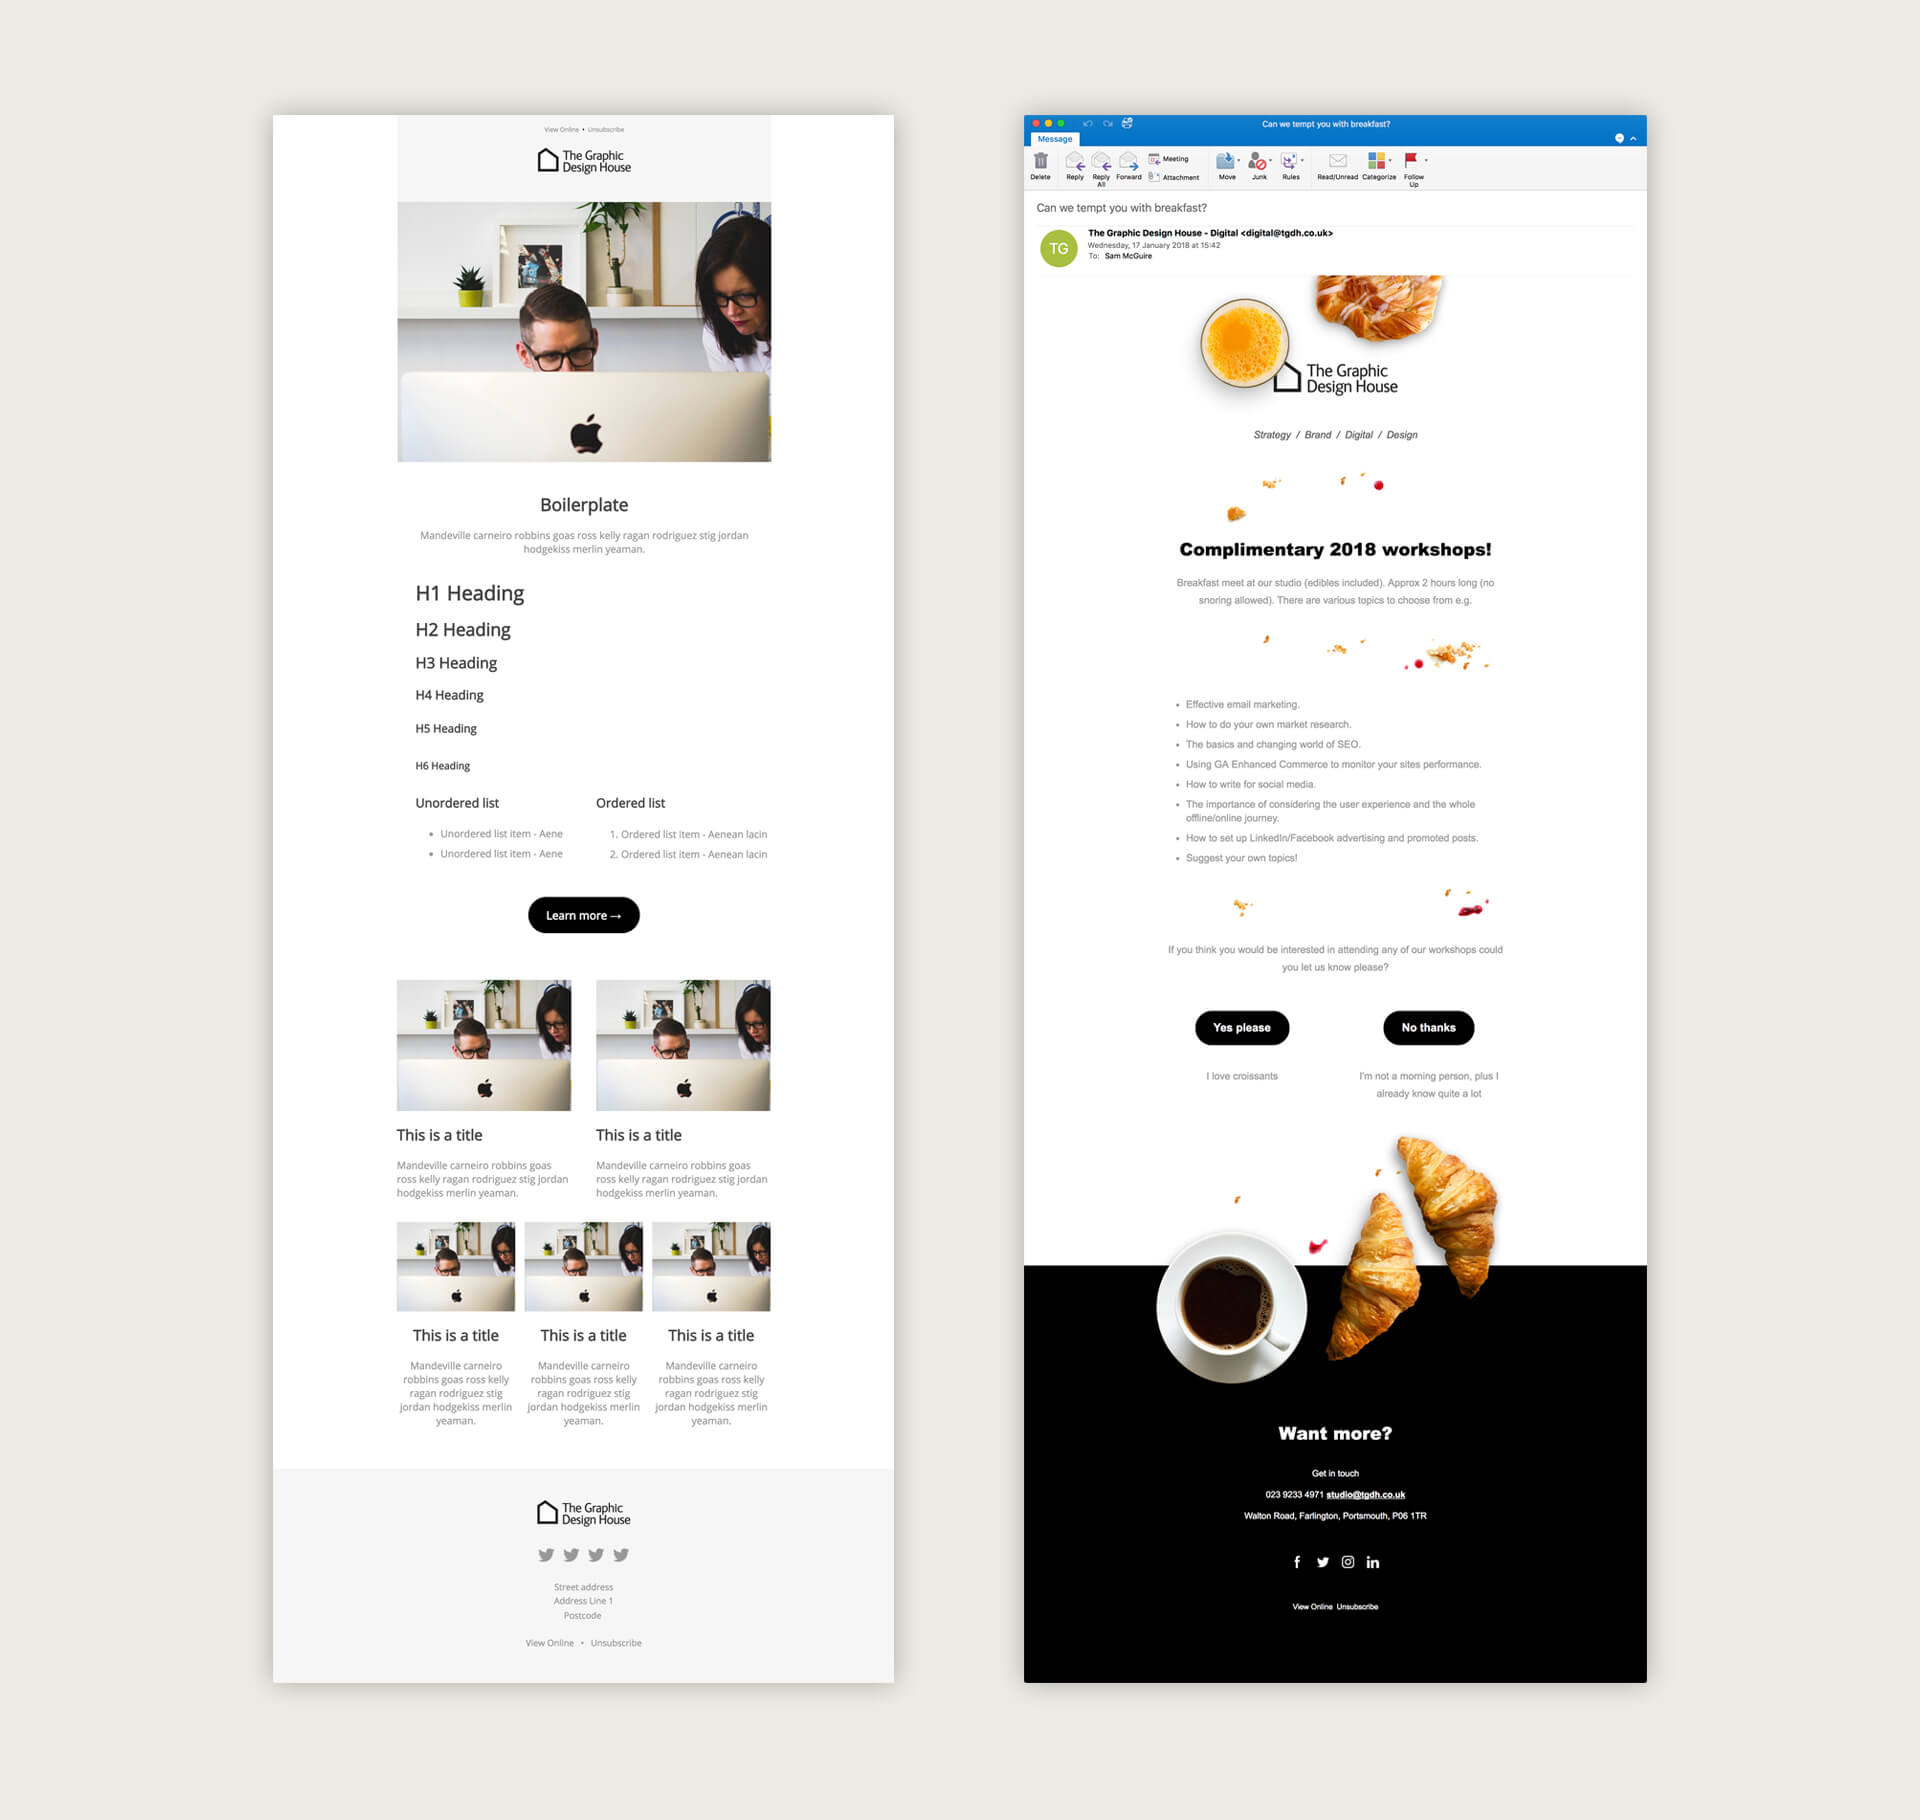 View Online • Unsubscribe
The Graphic
Design House
Boilerplate
Mandeville carneiro robbins goas ross kelly ragan rodriguez stig jordan
hodgekiss merlin yeaman.
H1 Heading
H2 Heading
H3 Heading
H4 Heading
H5 Heading
H6 Heading
Unordered list
• Unordered list item - Aene
• Unordered list item - Aene
Ordered list
1. Ordered list item - Aenean lacin
2. Ordered list item - Aenean lacin
Learn more →
This is a title
Mandeville carneiro robbins goas
ross kelly ragan rodriguez stig jordan
hodgekiss merlin yeaman.
This is a title
Mandeville carneiro robbins goas
ross kelly ragan rodriguez stig jordan
hodgekiss merlin yeaman.
This is a title
Mandeville carneiro
robbins goas ross kelly
ragan rodriguez stig
jordan hodgekiss merlin
yeaman.
This is a title
Mandeville carneiro
robbins goas ross kelly
ragan rodriguez stig
jordan hodgekiss merlin
yeaman.
This is a title
Mandeville carneiro
robbins goas ross kelly
ragan rodriguez stig
jordan hodgekiss merlin
yeaman.
The Graphic
Design House
Street address
Address Line 1
Postcode
View Online • Unsubscribe
Can we tempt you with breakfast?
Message
Delete
Reply
Reply
All
Forward
Meeting
Attachment
Move
Junk
Rules
Read/Unread
Categorize
Follow
Up
Can we tempt you with breakfast?
TG
The Graphic Design House - Digital <digital@tgdh.co.uk>
Wednesday, 17 January 2018 at 15:42
To: Sam McGuire
The Graphic
Design House
Strategy / Brand / Digital / Design
Complimentary 2018 workshops!
Breakfast meet at our studio (edibles included). Approx 2 hours long (no
snoring allowed). There are various topics to choose from e.g.
• Effective email marketing.
• How to do your own market research.
• The basics and changing world of SEO.
• Using GA Enhanced Commerce to monitor your sites performance.
• How to write for social media.
• The importance of considering the user experience and the whole
offline/online journey.
• How to set up LinkedIn/Facebook advertising and promoted posts.
• Suggest your own topics!
If you think you would be interested in attending any of our workshops could
you let us know please?
Yes please
I love croissants
No thanks
I'm not a morning person, plus I
already know quite a lot
Want more?
Get in touch
023 9233 4971 studio@tgdh.co.uk
Walton Road, Farlington, Portsmouth, P06 1TR
View Online Unsubscribe